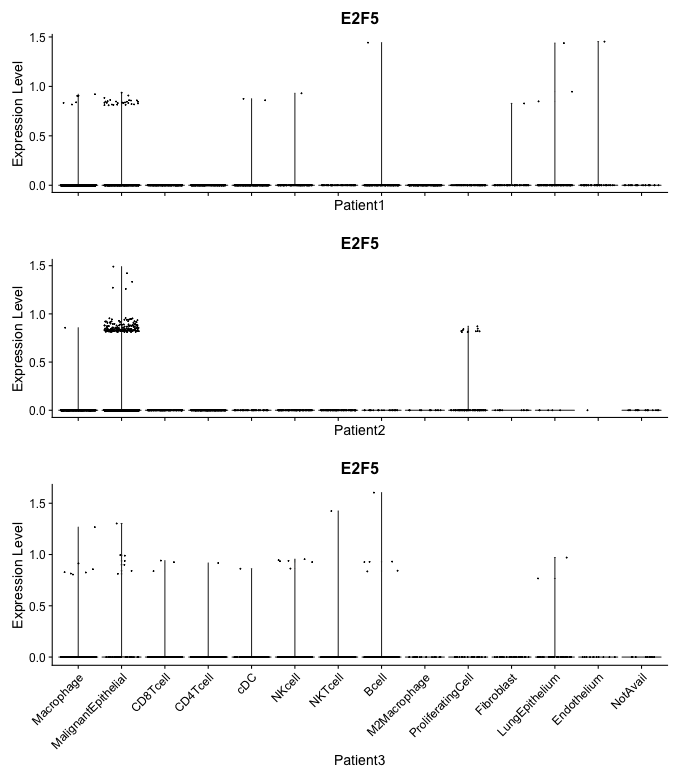 E2F5
Expression Level
1.5
1.0
0.5
0.0
Patient1
E2F5
Expression Level
1.5
1.0
0.5
0.0
Patient2
E2F5
Expression Level
1.5
1.0
0.5
0.0
Macrophage
MalignantEpithelial
CD8Tcell
CD4Tcell
cDC
NKcell
NKTcell
Bcell
M2Macrophage
ProliferatingCell
Fibroblast
LungEpithelium
Endothelium
NotAvail
Patient3